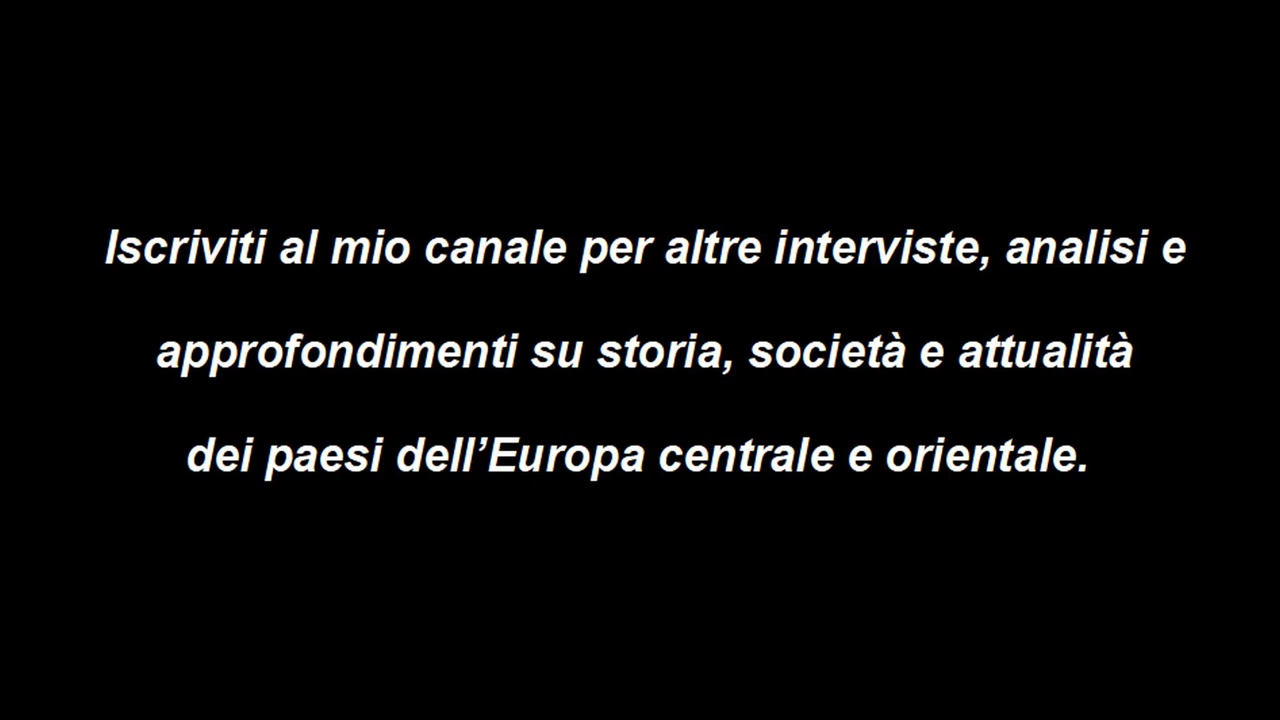 Iscriviti al mio canale per altre interviste, analisi e
approfondimenti su storia, società e attualità
dei paesi dell’Europa centrale e orientale.